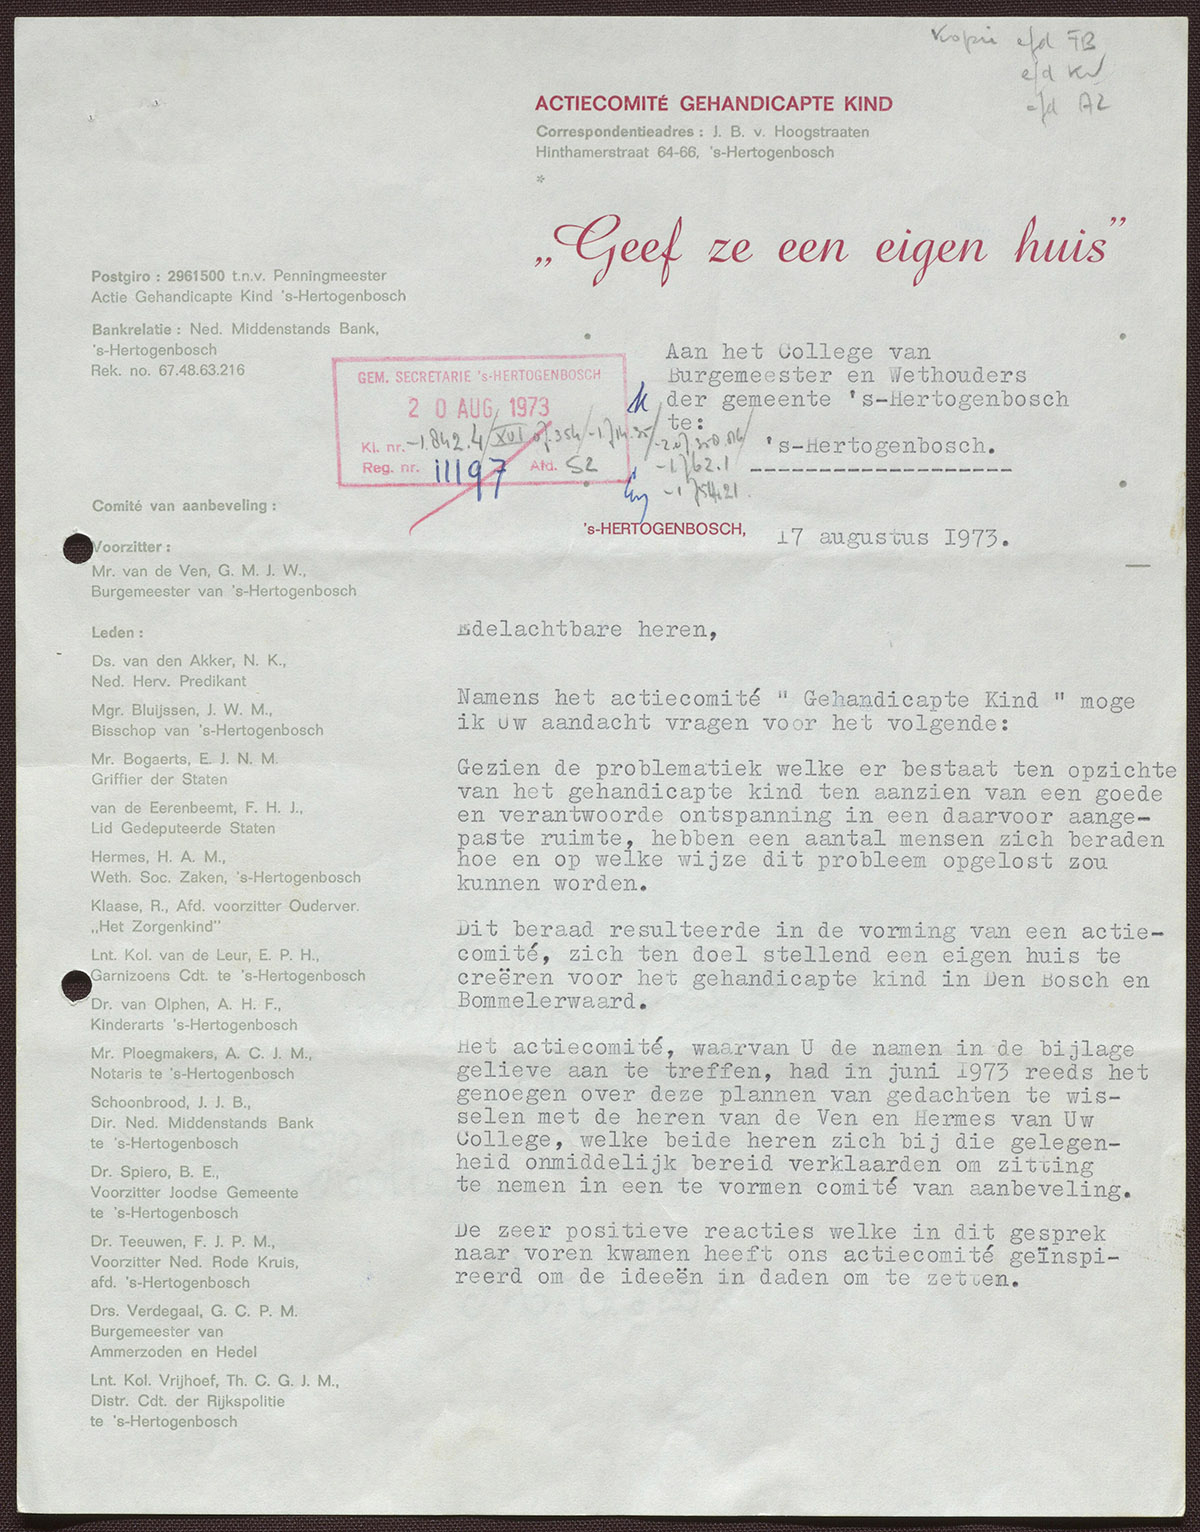 Kopie afd FB
afd KW
afd AZ
ACTIECOMITÉ GEHANDICAPTE KIND
Correspondentieadres : J. B. v. Hoogstraaten
Hinthamerstraat 64-66, 's-Hertogenbosch
*
„Geef ze een eigen huis”
Postgiro : 2961500 t.n.v. Penningmeester
Actie Gehandicapte Kind 's-Hertogenbosch
Bankrelatie : Ned. Middenstands Bank,
's-Hertogenbosch
Rek. no. 67.48.63.216
GEM. SECRETARIE 's-HERTOGENBOSCH
20 AUG. 1973
Kl. nr. -1.842.4/XVI
Reg. nr. 11197 Afd. S2
-1.762.1
Aan het College van
Burgemeester en Wethouders
der gemeente 's-Hertogenbosch
te:
's-Hertogenbosch.
's-HERTOGENBOSCH, 17 augustus I973.
Comité van aanbeveling :
Voorzitter :
Mr. van de Ven, G. M. J. W.,
Burgemeester van 's-Hertogenbosch
Leden :
Ds. van den Akker, N. K.,
Ned. Herv. Predikant
Mgr. Bluijssen, J. W. M.,
Bisschop van 's-Hertogenbosch
Mr. Bogaerts, E. J. N. M.
Griffier der Staten
van de Eerenbeemt, F. H. J.,
Lid Gedeputeerde Staten
Hermes, H. A. M.,
Weth. Soc. Zaken, 's-Hertogenbosch
Klaase, R., Afd. voorzitter Ouderver.
„Het Zorgenkind”
Lnt. Kol. van de Leur, E. P. H.,
Garnizoens Cdt. te 's-Hertogenbosch
Dr. van Olphen, A. H. F.,
Kinderarts 's-Hertogenbosch
Mr. Ploegmakers, A. C. J. M.,
Notaris te 's-Hertogenbosch
Schoonbrood, J. J. B.,
Dir. Ned. Middenstands Bank
te 's-Hertogenbosch
Dr. Spiero, B. E.,
Voorzitter Joodse Gemeente
te 's-Hertogenbosch
Dr. Teeuwen, F. J. P. M.,
Voorzitter Ned. Rode Kruis,
afd. 's-Hertogenbosch
Drs. Verdegaal, G. C. P. M.
Burgemeester van
Ammerzoden en Hedel
Lnt. Kol. Vrijhoef, Th. C. G. J. M.,
Distr. Cdt. der Rijkspolitie
te 's-Hertogenbosch
Edelachtbare heren,
Namens het actiecomité " Gehandicapte Kind " moge
ik Uw aandacht vragen voor het volgende:
Gezien de problematiek welke er bestaat ten opzichte
van het gehandicapte kind ten aanzien van een goede
en verantwoorde ontspanning in een daarvoor aange-
paste ruimte, hebben een aantal mensen zich beraden
hoe en op welke wijze dit probleem opgelost zou
kunnen worden.
Dit beraad resulteerde in de vorming van een actie-
comité, zich ten doel stellend een eigen huis te
creëren voor het gehandicapte kind in Den Bosch en
Bommelerwaard.
Het actiecomité, waarvan U de namen in de bijlage
gelieve aan te treffen, had in juni 1973 reeds het
genoegen over deze plannen van gedachten te wis-
selen met de heren van de Ven en Hermes van Uw
College, welke beide heren zich bij die gelegen-
heid onmiddelijk bereid verklaarden om zitting
te nemen in een te vormen comité van aanbeveling.
De zeer positieve reacties welke in dit gesprek
naar voren kwamen heeft ons actiecomité geïnspi-
reerd om de ideeën in daden om te zetten.